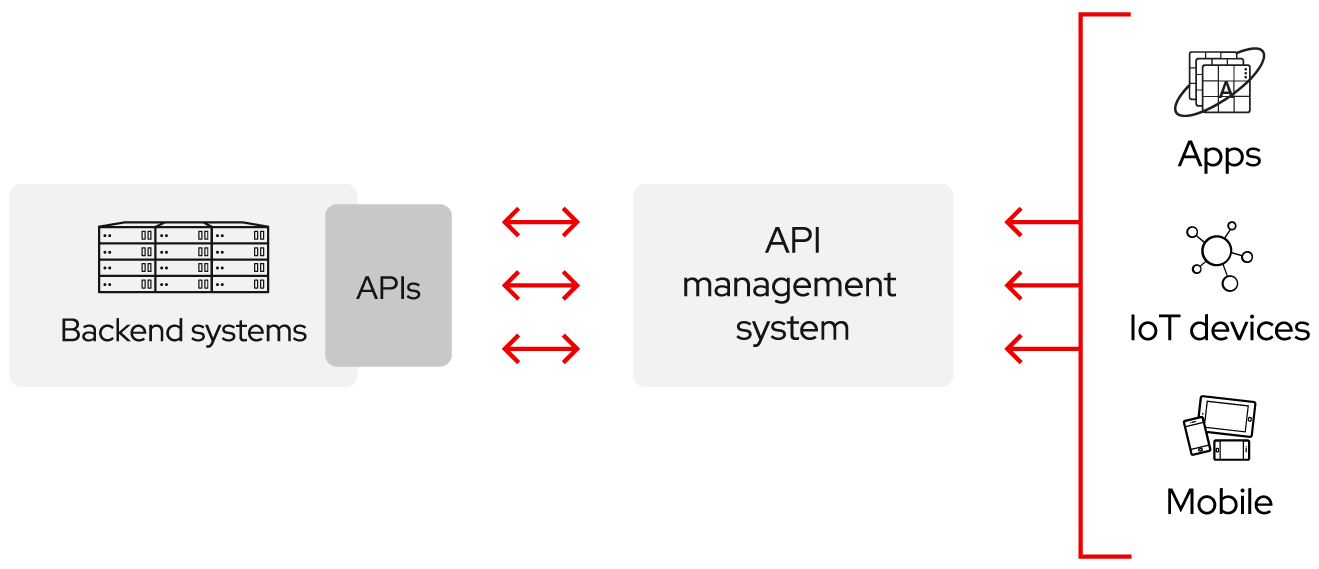 Backend systems
APIs
API
management
system
A
Apps
IoT devices
Mobile